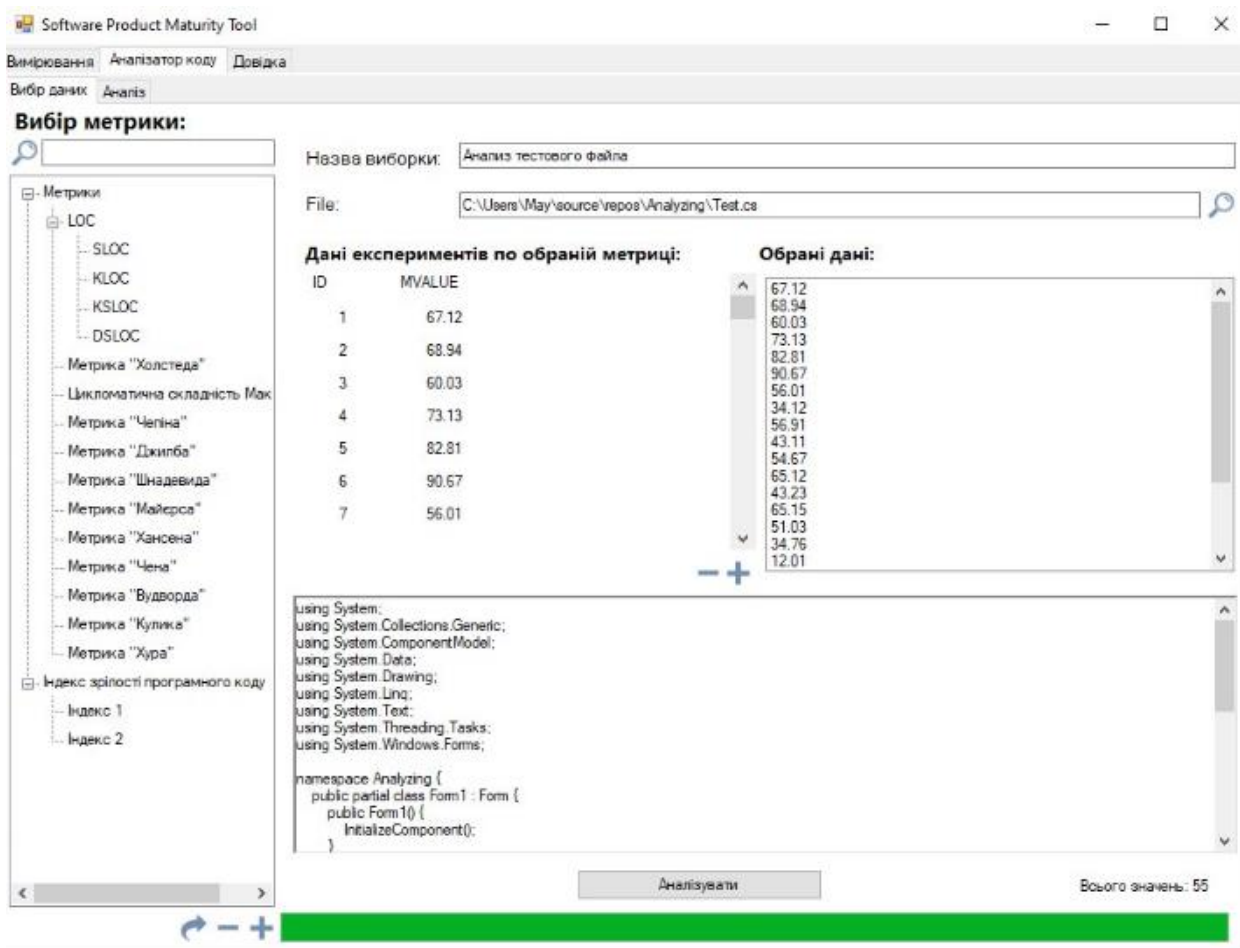 Software Product Maturity Tool
Вимірювання Аналізатор коду Довідка
Вибір даних Аналіз
Вибір метрики:
Назва виборки: Анализ тестового файла
File: C:\Users\May\source\repos\Analyzing\Test.cs
Метрики
LOC
SLOC
KLOC
KSLOC
DSLOC
Метрика "Холстеда"
Цикломатична складність Мак
Метрика "Чепіна"
Метрика "Джилба"
Метрика "Шнадевида"
Метрика "Майєрса"
Метрика "Хансена"
Метрика "Чена"
Метрика "Вудворда"
Метрика "Кулика"
Метрика "Хура"
Індекс зрілості програмного коду
Індекс 1
Індекс 2
Дані експериментів по обраній метриці:
ID MVALUE
1 67.12
2 68.94
3 60.03
4 73.13
5 82.81
6 90.67
7 56.01
Обрані дані:
67.12
68.94
60.03
73.13
82.81
90.67
56.01
34.12
56.91
43.11
54.67
65.12
43.23
65.15
51.03
34.76
12.01
using System;
using System.Collections.Generic;
using System.ComponentModel;
using System.Data;
using System.Drawing;
using System.Linq;
using System.Text;
using System.Threading.Tasks;
using System.Windows.Forms;
namespace Analyzing {
public partial class Form1 : Form {
public Form1() {
InitializeComponent();
}
Аналізувати
Всього значень: 55